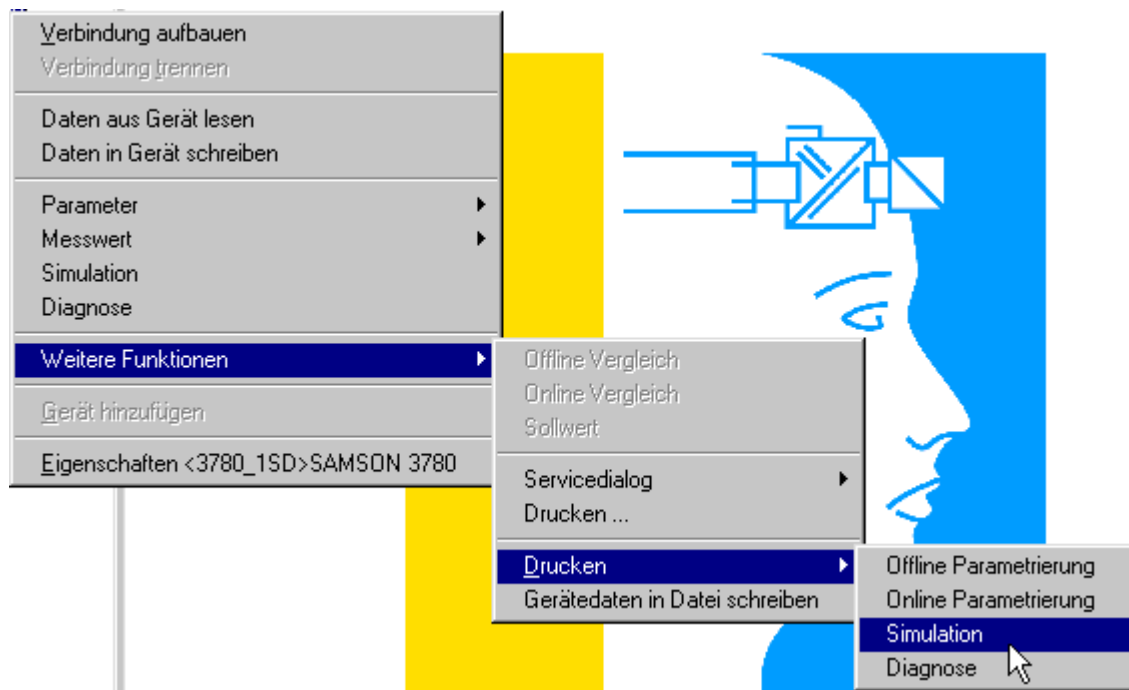 Verbindung aufbauen
Verbindung trennen
Daten aus Gerät lesen
Daten in Gerät schreiben
Parameter
Messwert
Simulation
Diagnose
Weitere Funktionen
Gerät hinzufügen
Eigenschaften <3780_1SD>SAMSON 3780
Offline Vergleich
Online Vergleich
Sollwert
Servicedialog
Drucken ...
Drucken
Gerätedaten in Datei schreiben
Offline Parametrierung
Online Parametrierung
Simulation
Diagnose